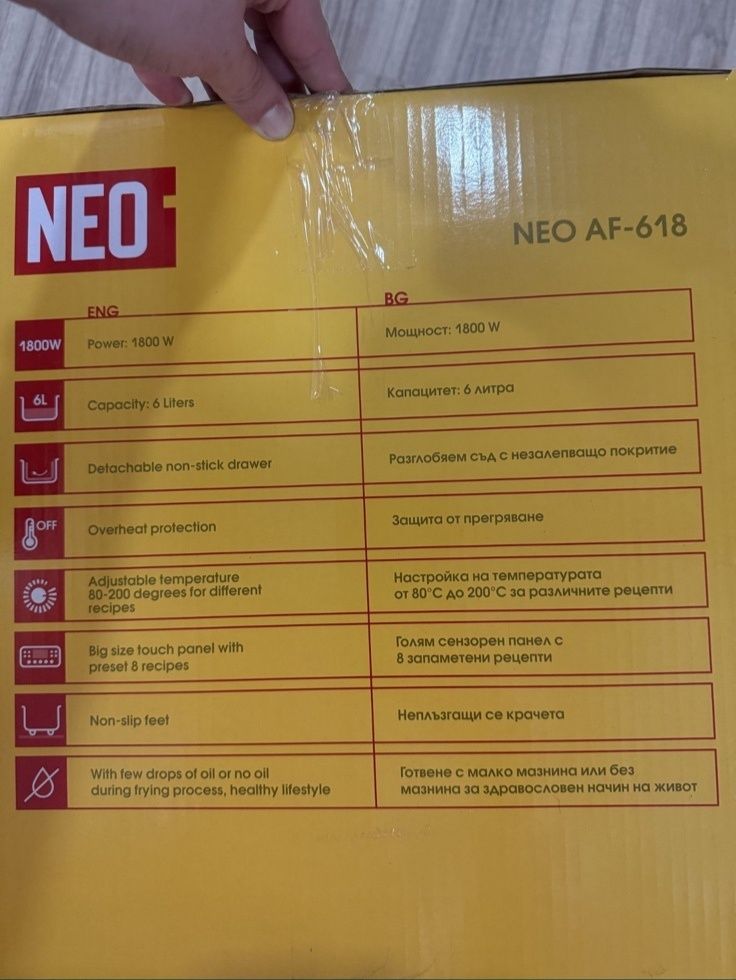 NEO
NEO AF-618
ENG
BG
1800W
Power: 1800 W
Мощност: 1800 W
6L
Capacity: 6 Liters
Капацитет: 6 литра
Detachable non-stick drawer
Разглобяем съд с незалепващо покритие
OFF
Overheat protection
Защита от прегряване
Adjustable temperature
80-200 degrees for different
recipes
Настройка на температурата
от 80°C до 200°C за различните рецепти
Big size touch panel with
preset 8 recipes
Голям сензорен панел с
8 запаметени рецепти
Non-slip feet
Неплъзгащи се крачета
With few drops of oil or no oil
during frying process, healthy lifestyle
Готвене с малко мазнина или без
мазнина за здравословен начин на живот